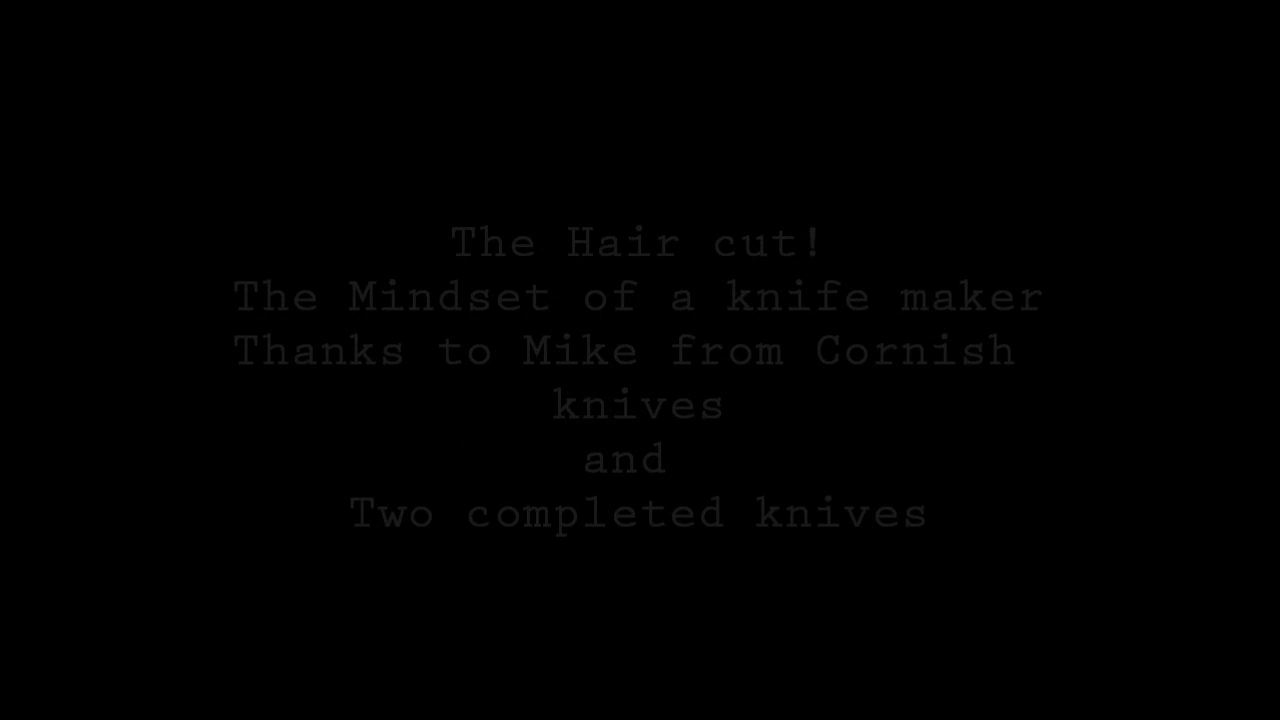 The Hair cut!
The Mindset of a knife maker
Thanks to Mike from Cornish
knives
and
Two completed knives